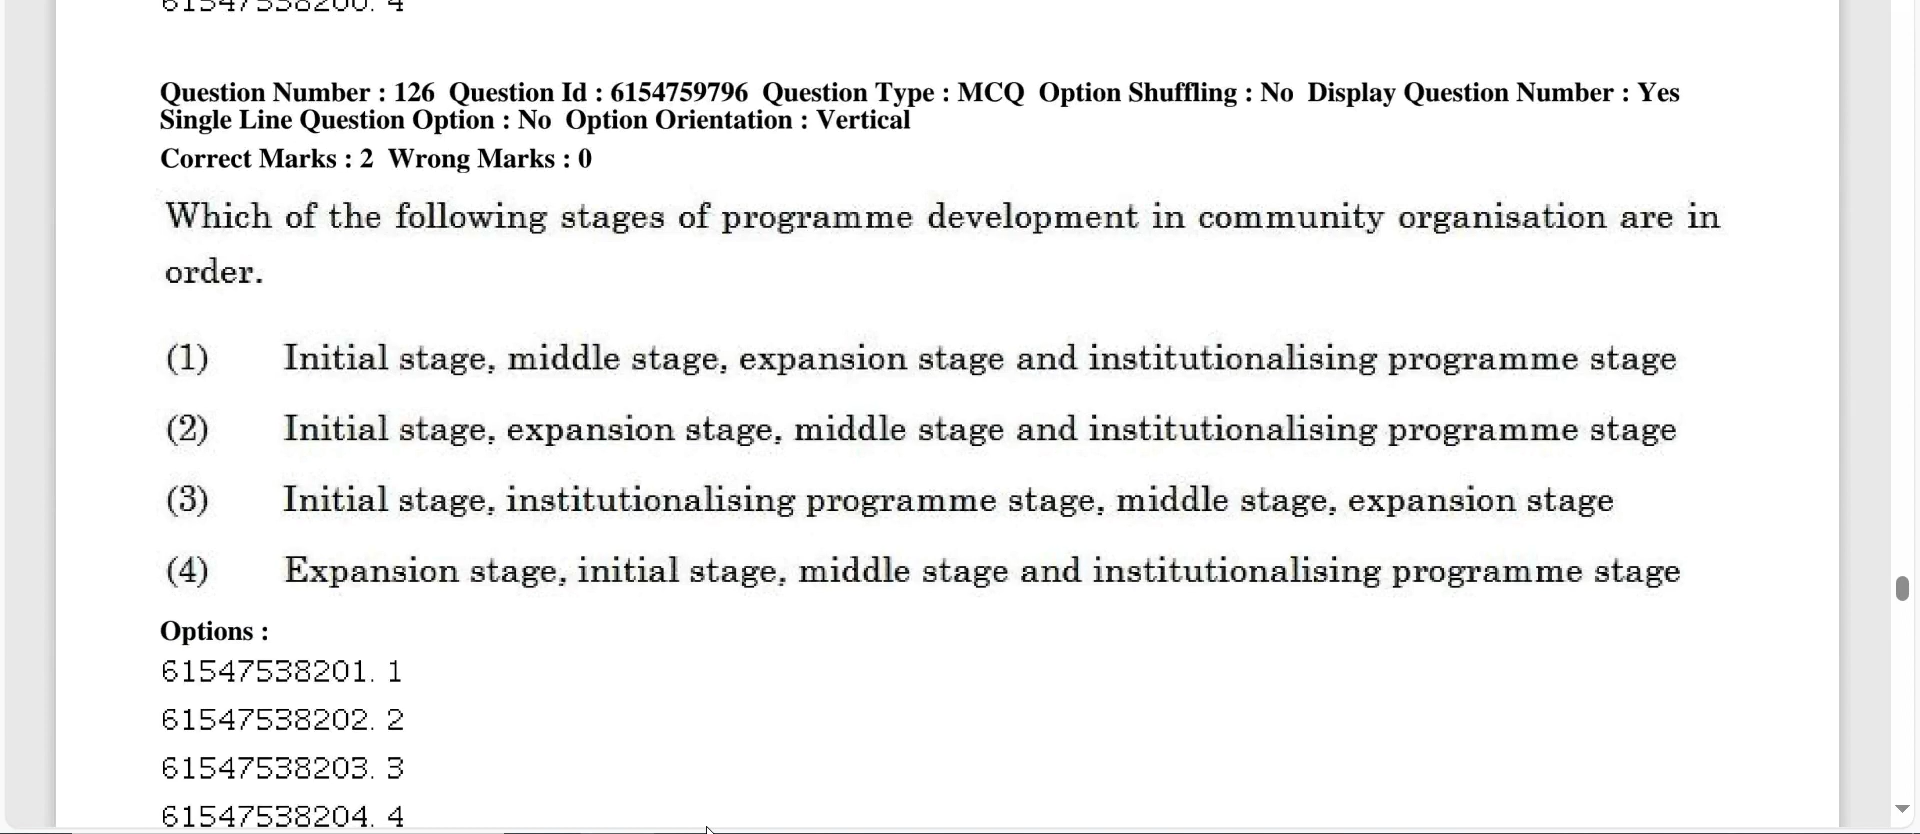 61547538200. 4
Question Number : 126 Question Id : 6154759796 Question Type : MCQ Option Shuffling : No Display Question Number : Yes
Single Line Question Option : No Option Orientation : Vertical
Correct Marks : 2 Wrong Marks : 0
Which of the following stages of programme development in community organisation are in
order.
(1) Initial stage, middle stage, expansion stage and institutionalising programme stage
(2) Initial stage, expansion stage, middle stage and institutionalising programme stage
(3) Initial stage, institutionalising programme stage, middle stage, expansion stage
(4) Expansion stage, initial stage, middle stage and institutionalising programme stage
Options :
61547538201. 1
61547538202. 2
61547538203. 3
61547538204. 4